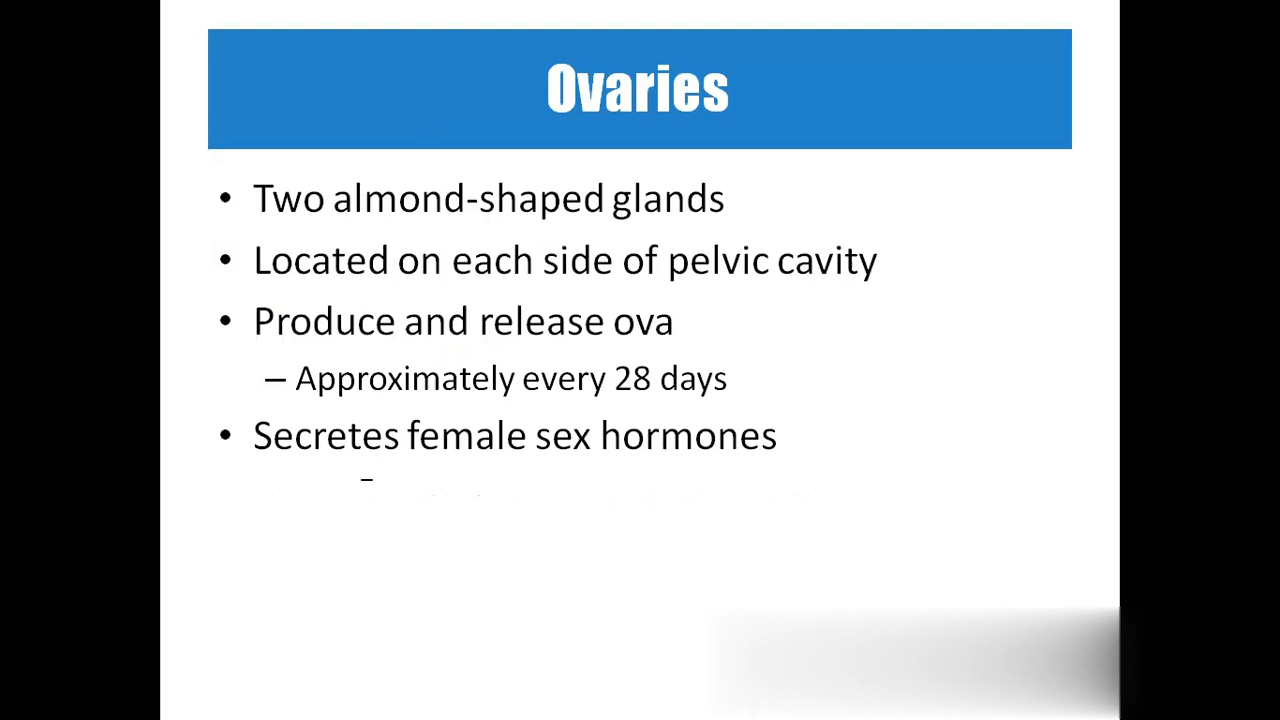 Ovaries
• Two almond-shaped glands
• Located on each side of pelvic cavity
• Produce and release ova
– Approximately every 28 days
• Secretes female sex hormones